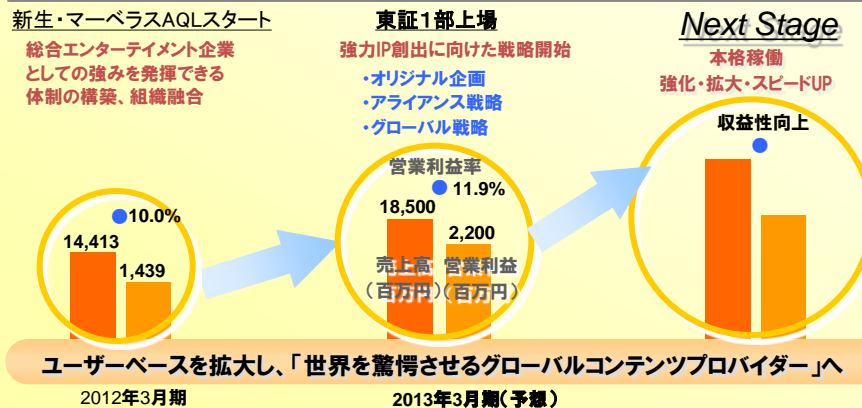 新生・マーベラスAQLスタート
総合エンターテイメント企業
としての強みを発揮できる
体制の構築、組織融合
10.0%
14,413
1,439
東証1部上場
強力IP創出に向けた戦略開始
・オリジナル企画
・アライアンス戦略
・グローバル戦略
営業利益率
11.9%
18,500
2,200
売上高 営業利益
(百万円)(百万円)
Next Stage
本格稼働
強化・拡大・スピードUP
収益性向上
ユーザーベースを拡大し、「世界を驚愕させるグローバルコンテンツプロバイダー」へ
2012年3月期
2013年3月期(予想)